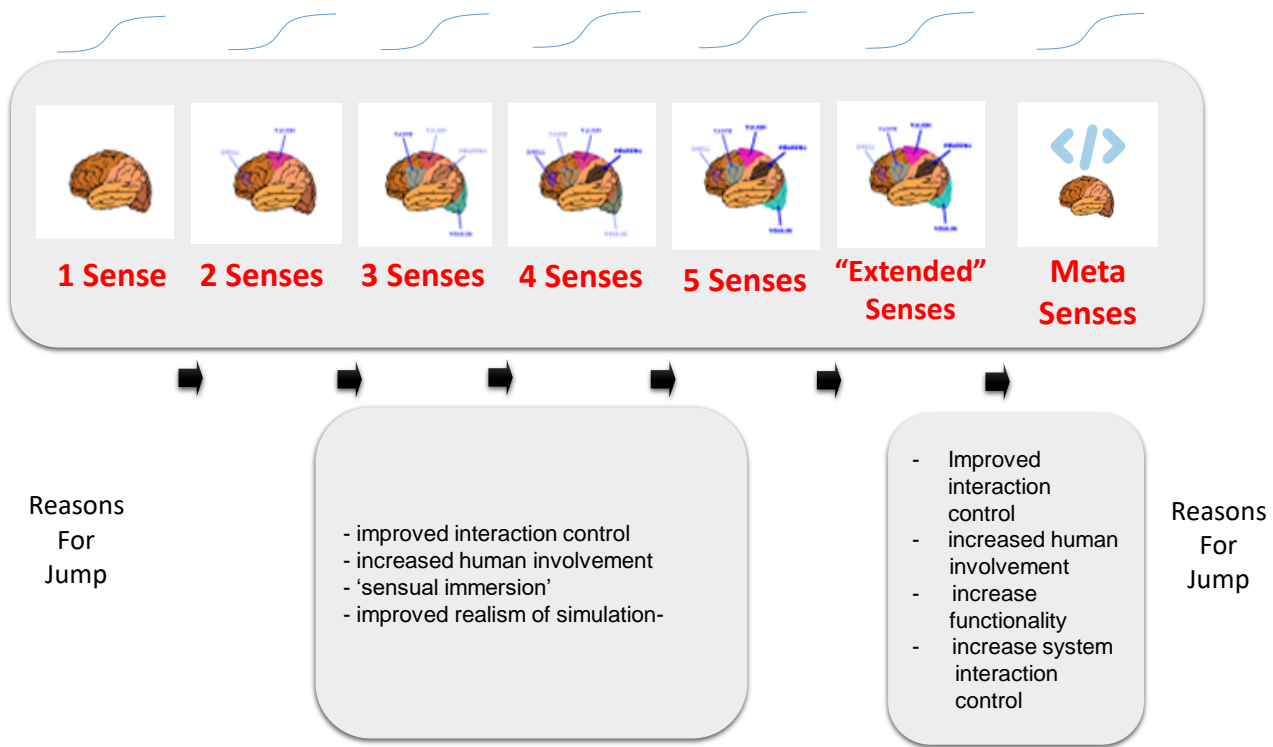 </>
1 Sense
2 Senses
3 Senses
4 Senses
5 Senses
“Extended”
Senses
Meta
Senses
Reasons
For
Jump
- improved interaction control
- increased human involvement
- ‘sensual immersion’
- improved realism of simulation-
- Improved
interaction
control
- increased human
involvement
- increase
functionality
- increase system
interaction
control
Reasons
For
Jump